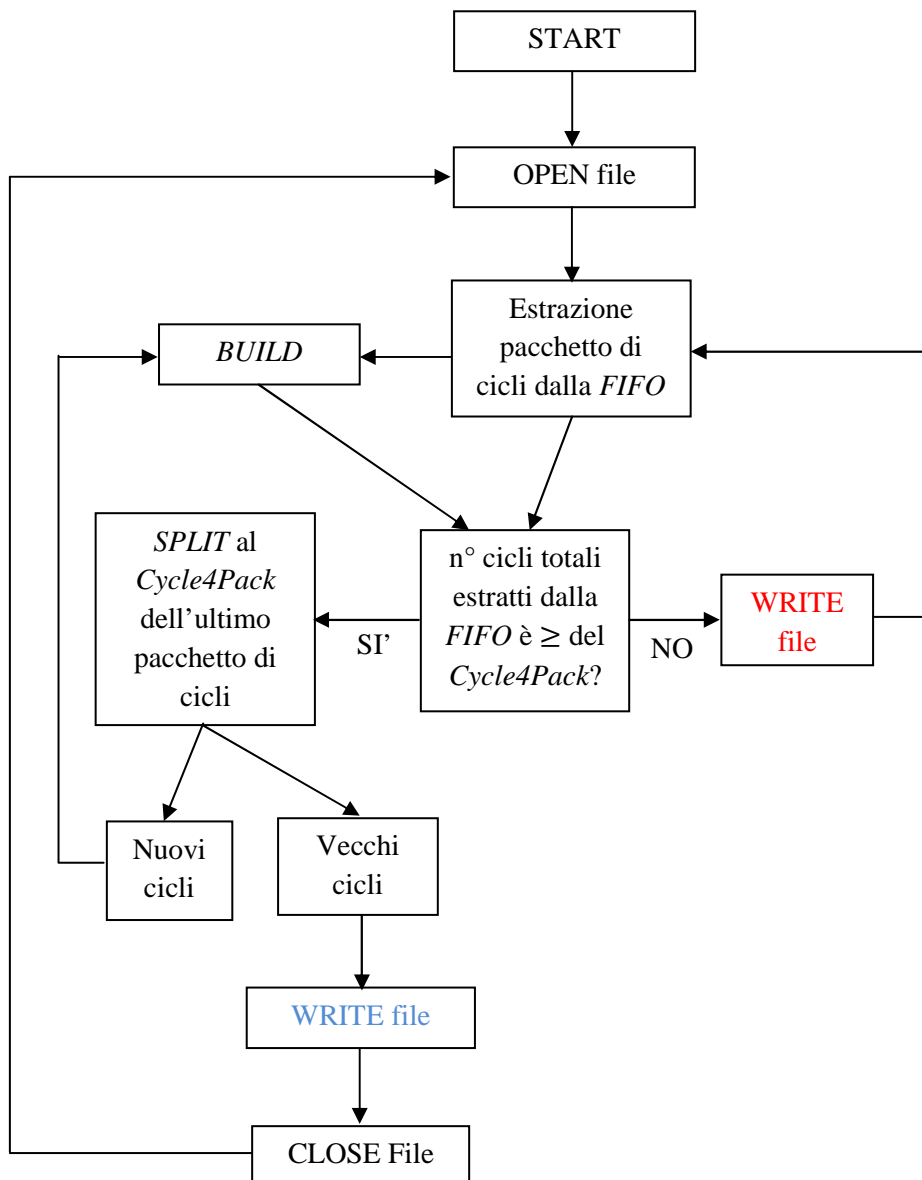 START
OPEN file
Estrazione
pacchetto di
cicli dalla FIFO
BUILD
SPLIT al
Cycle4Pack
dell’ultimo
pacchetto di
cicli
SI’
n° cicli totali
estratti dalla
FIFO è ≥ del
Cycle4Pack?
NO
WRITE
file
Nuovi
cicli
Vecchi
cicli
WRITE file
CLOSE File